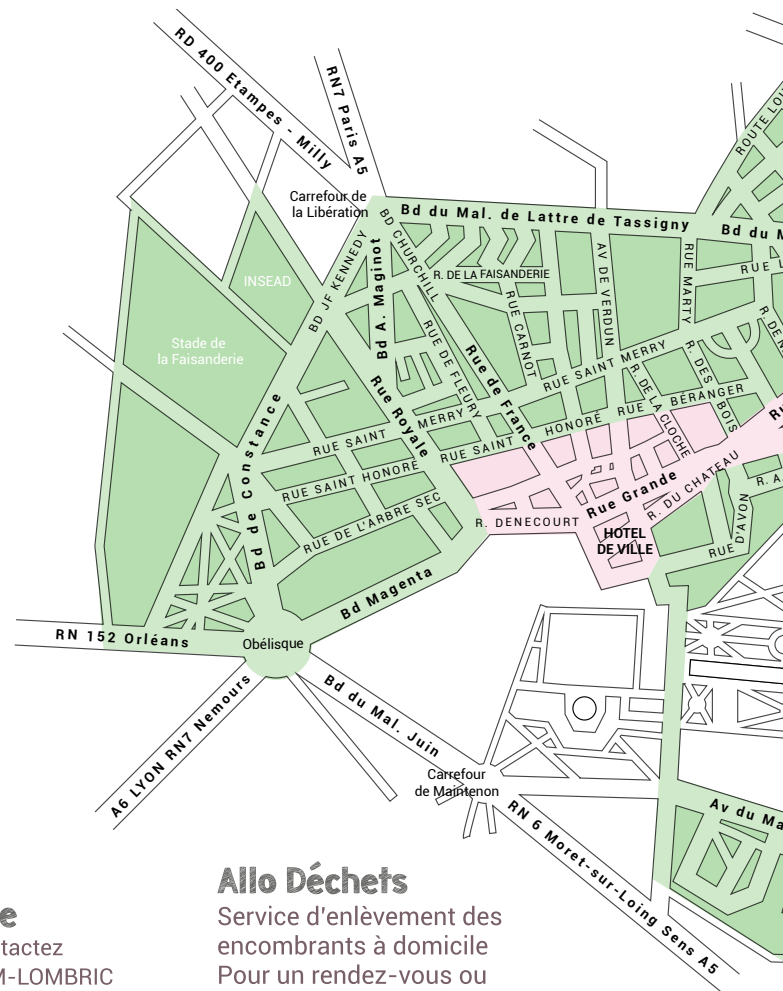 RD 400 Etampes - Milly
RN7 Paris A5
ROUTE LOU
Carrefour de
la Libération
Bd du Mal. de Lattre de Tassigny
Bd du M
BD CHURCHILL
BD JF KENNEDY
Bd A. Maginot
R. DE LA FAISANDERIE
AV DE VERDUN
RUE MARTY
RUE L
INSEAD
RUE CARNOT
R. DE N
Stade de
la Faisanderie
RUE DE FLEURY
Rue de France
RUE SAINT MERRY
R. DE LA CLOCHE
R. DES BOIS
Rue Royale
RUE SAINT MERRY
RUE SAINT HONORÉ
RUE BÉRANGER
Ru
Bd de Constance
RUE SAINT HONORÉ
RUE DE L'ARBRE SEC
R. DENECOURT
Rue Grande
R. DU CHATEAU
R. A.
HOTEL
DE VILLE
RUE D'AVON
Bd Magenta
RN 152 Orléans
Obélisque
A6 LYON RN7 Nemours
Bd du Mal. Juin
Carrefour
de Maintenon
RN 6 Moret-sur-Loing Sens A5
Av du Ma
Allo Déchets
Service d'enlèvement des
encombrants à domicile
Pour un rendez-vous ou
e
tactez
M-LOMBRIC